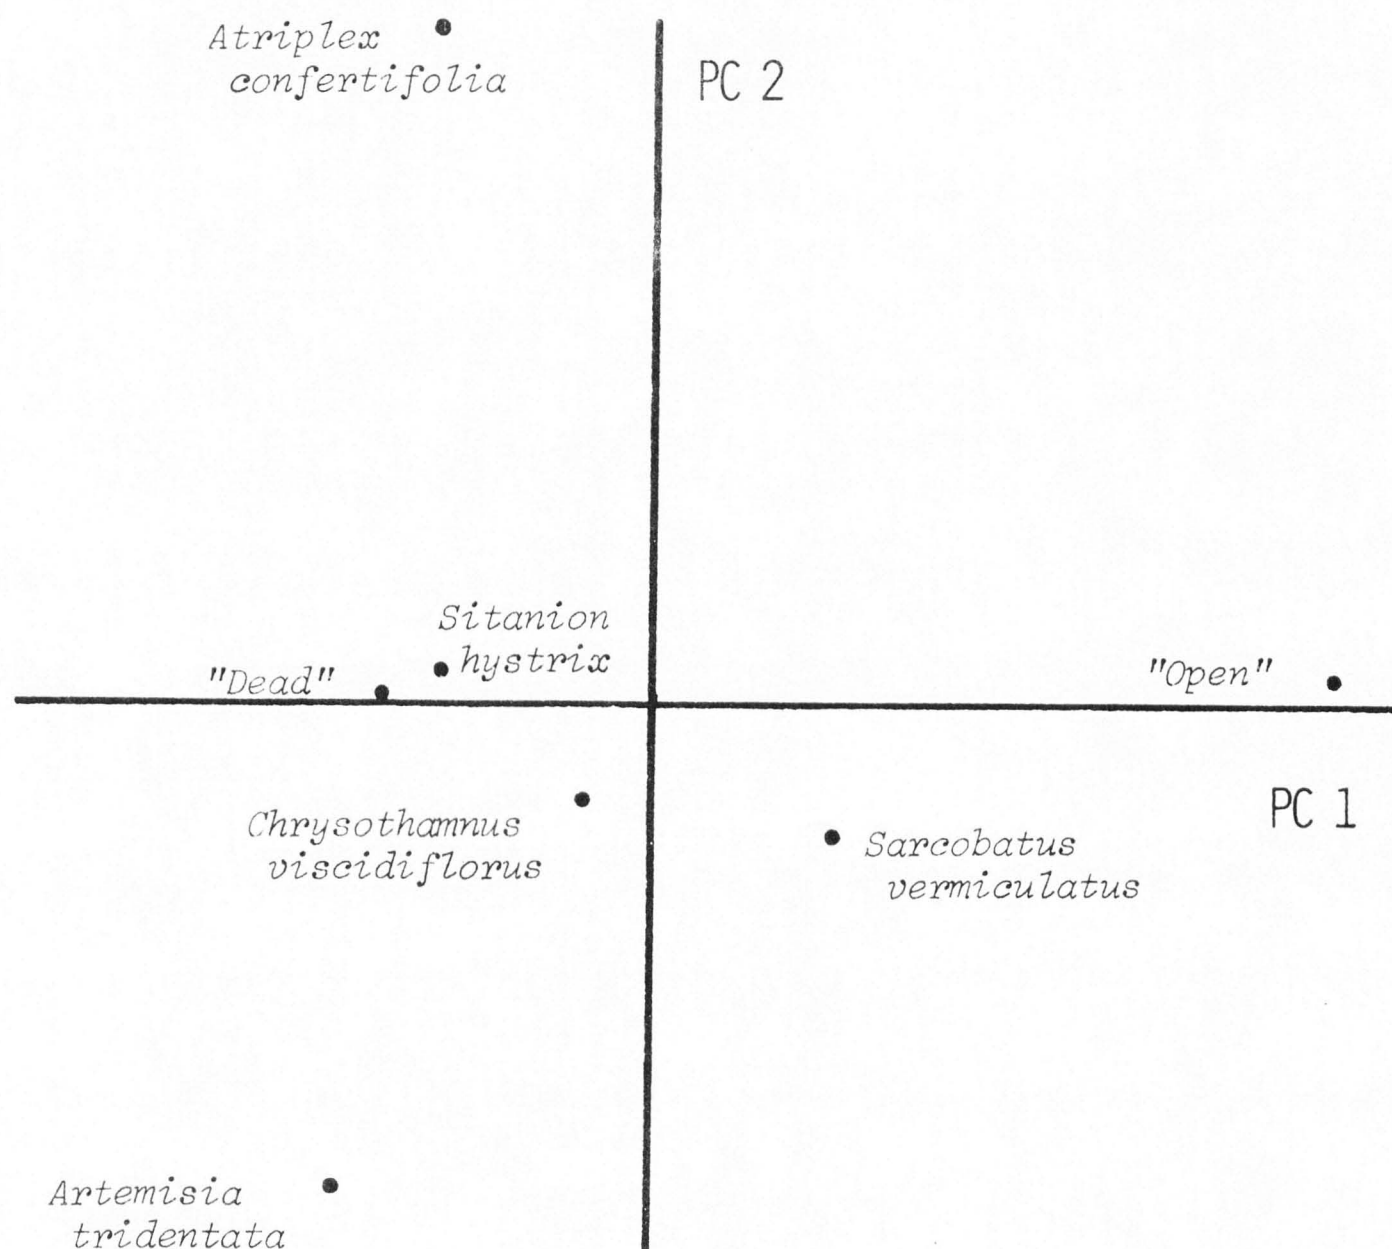 Atriplex
confertifolia
PC 2
Sitanion
hystrix
"Dead"
"Open"
PC 1
Chrysothamnus
viscidiflorus
Sarcobatus
vermiculatus
Artemisia
tridentata